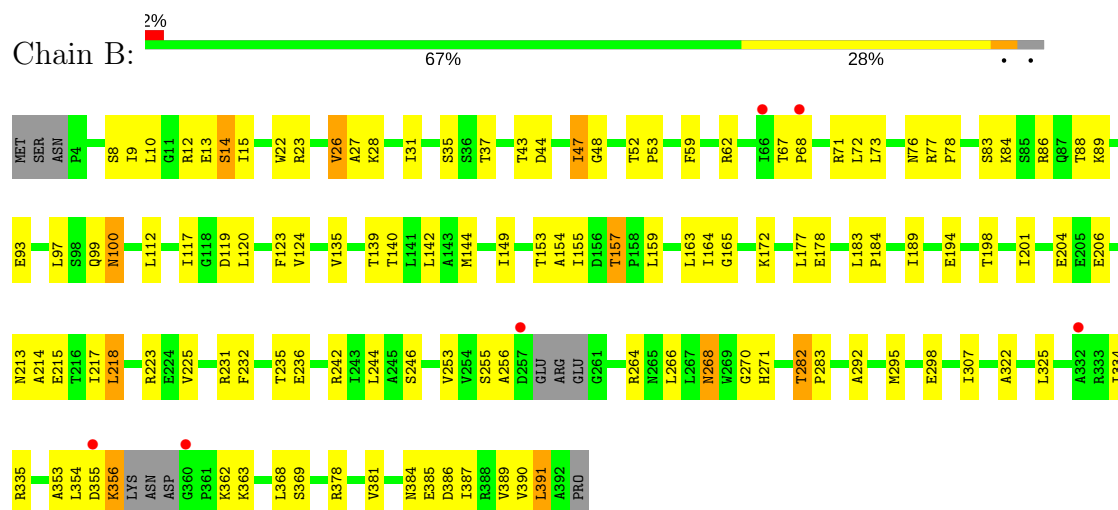 2%
Chain B:
67% 28% • •
MET SER ASN P4 S8 I9 L10 G11 R12 E13 S14 I15 W22 R23 V26 A27 K28 I31 S35 S36 T37 T43 D44 I47 G48 T52 P53 F59 R62 I66 T67 P68 R71 L72 L73 N76 R77 P78 S83 K84 S85 R86 Q87 T88 K89
E93 L97 S98 Q99 N100 L112 I117 G118 D119 L120 F123 V124 V135 T139 T140 L141 L142 A143 M144 I149 T153 A154 I155 D156 T157 P158 L159 L163 I164 G165 K172 L177 E178 L183 P184 I189 E194 T198 I201 E204 E205 E206
N213 A214 E215 T216 I217 L218 R223 E224 V225 R231 F232 T235 E236 R242 I243 L244 A245 S246 V253 V254 S255 A256 D257 GLU ARG GLU G261 R264 N265 L266 L267 N268 W269 G270 H271 T282 P283 A292 M295 E298 I307 A322 L325 A332 R333 I334
R335 A353 L354 D355 K356 LYS ASN ASP G360 P361 K362 K363 L368 S369 R378 V381 N384 E385 D386 I387 R388 V389 V390 L391 A392 PRO